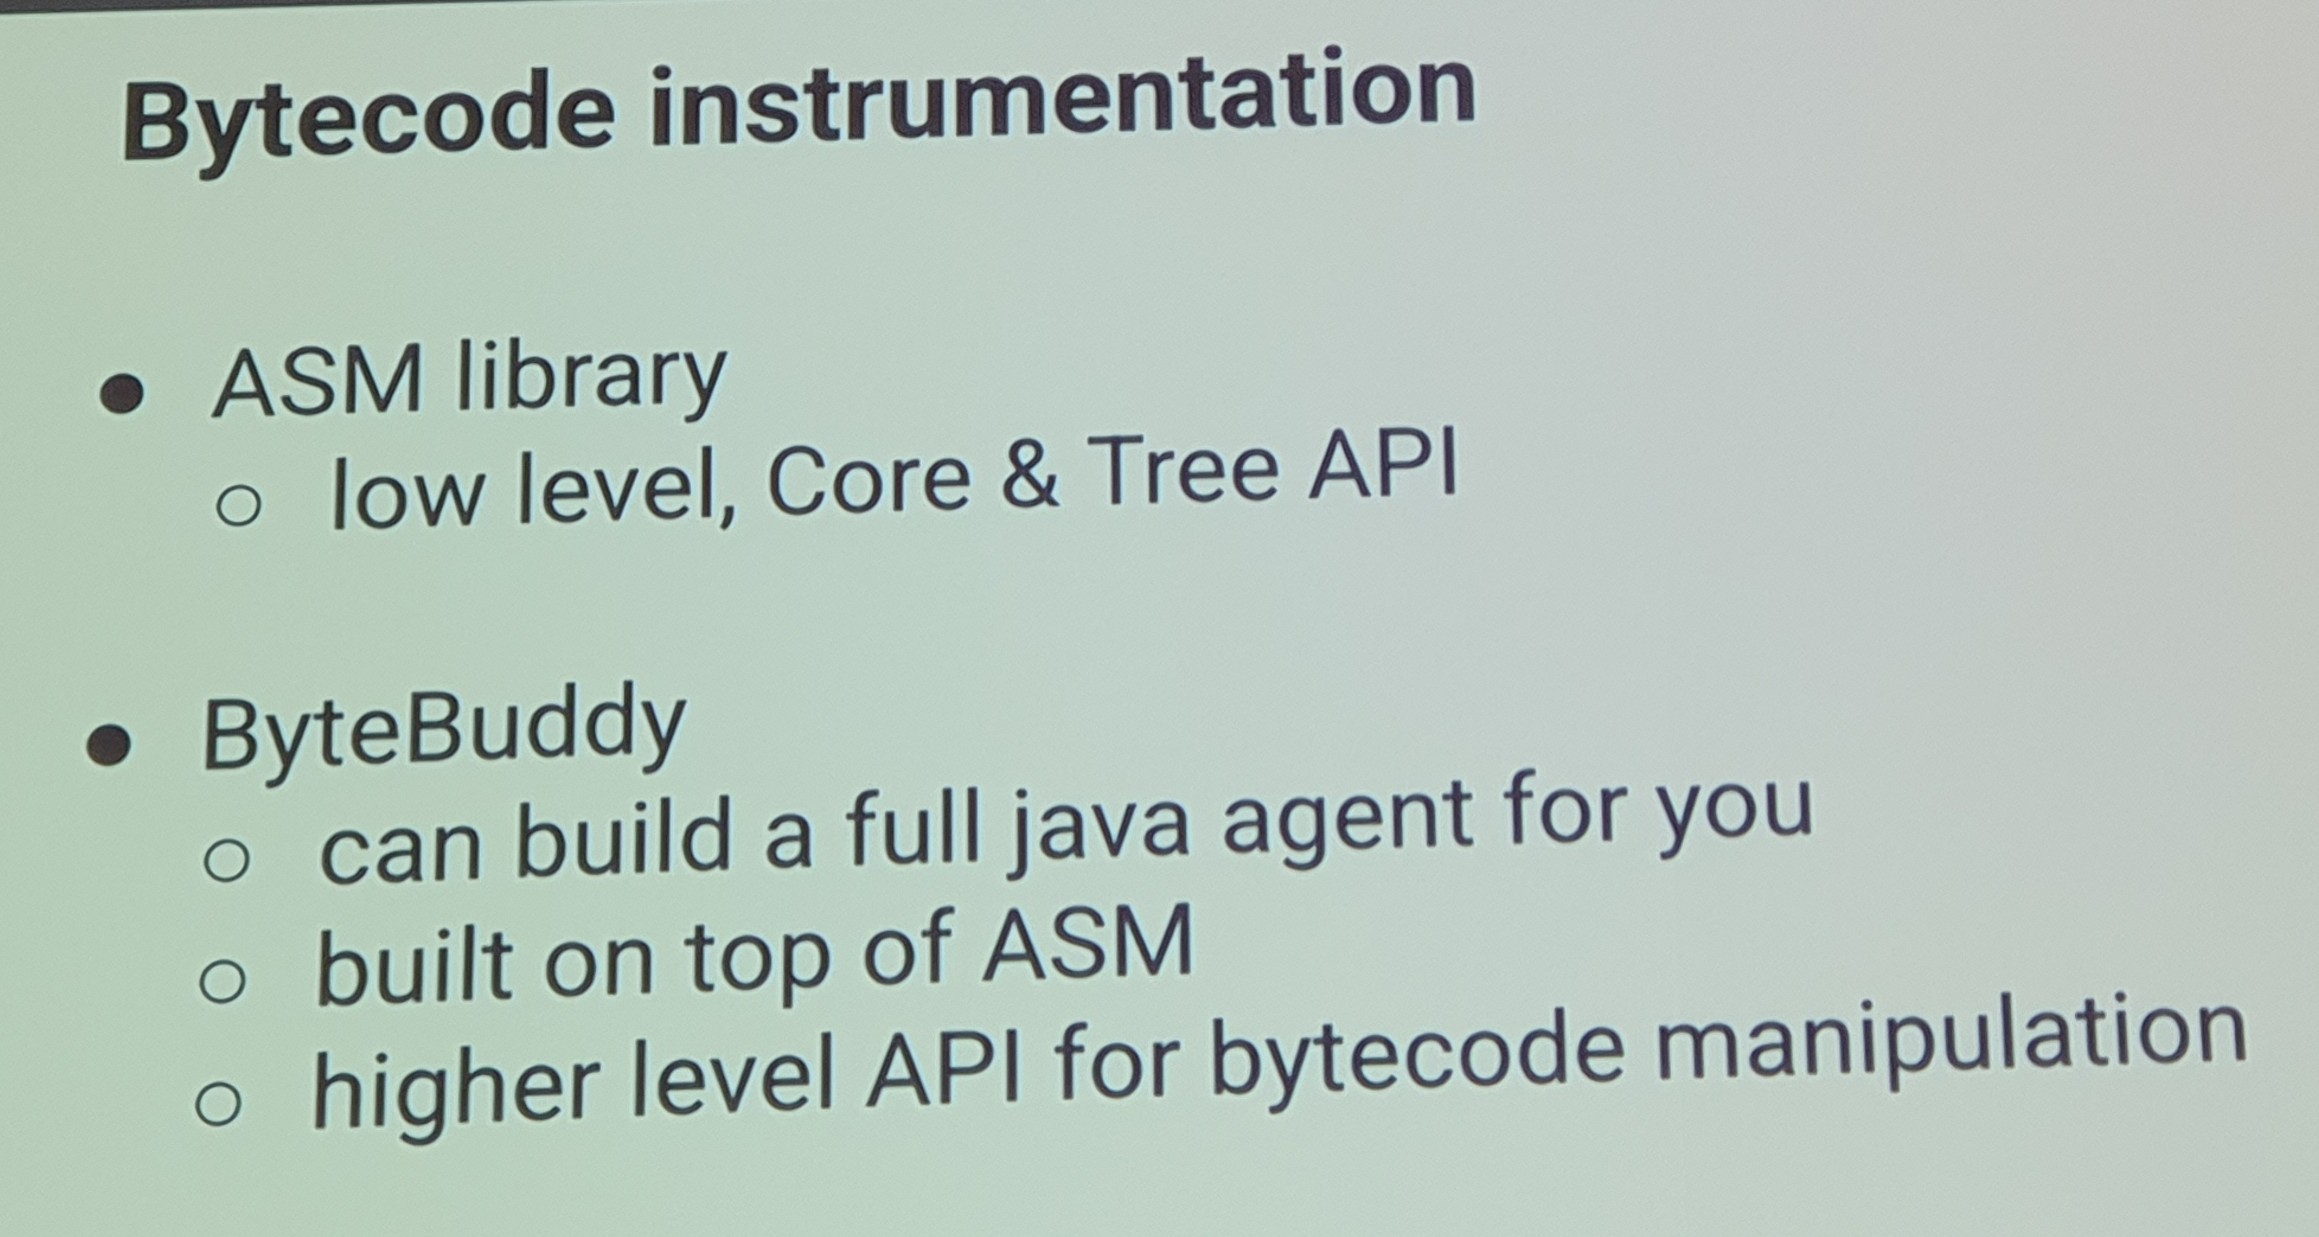 Bytecode instrumentation
● ASM library
○ low level, Core & Tree API
● ByteBuddy
○ can build a full java agent for you
○ built on top of ASM
○ higher level API for bytecode manipulation